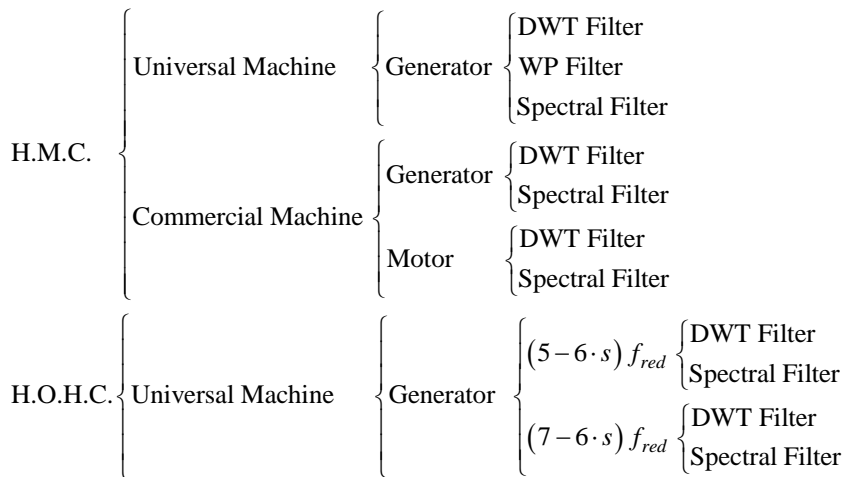 DWT Filter
Universal Machine Generator WP Filter
Spectral Filter
H.M.C.
DWT Filter
Generator
Spectral Filter
Commercial Machine
DWT Filter
Motor
Spectral Filter
DWT Filter
(5−6·s) f_red
Spectral Filter
H.O.H.C. Universal Machine Generator
DWT Filter
(7−6·s) f_red
Spectral Filter